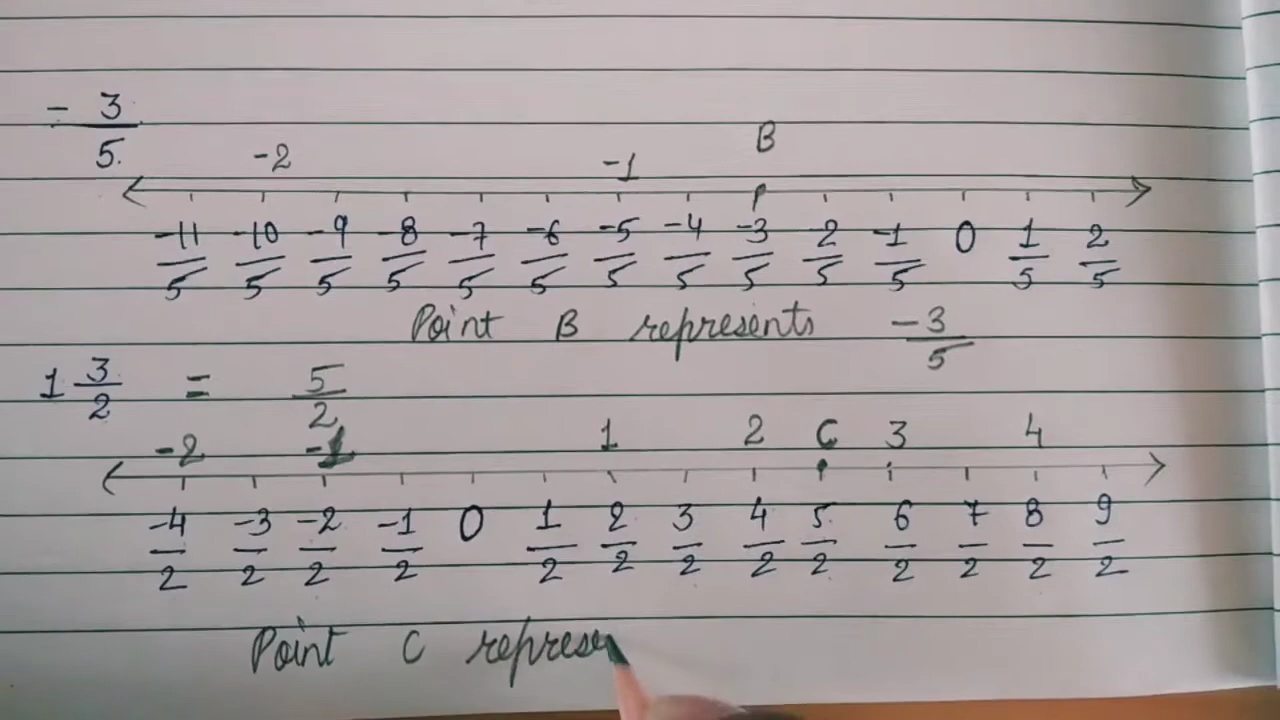 - 3/5
-2 -1 B
-11/5 -10/5 -9/5 -8/5 -7/5 -6/5 -5/5 -4/5 -3/5 -2/5 -1/5 0 1/5 2/5
Point B represents -3/5
1 3/2 = 5/2
-2 -1 1 2 C 3 4
-4/2 -3/2 -2/2 -1/2 0 1/2 2/2 3/2 4/2 5/2 6/2 7/2 8/2 9/2
Point C represe